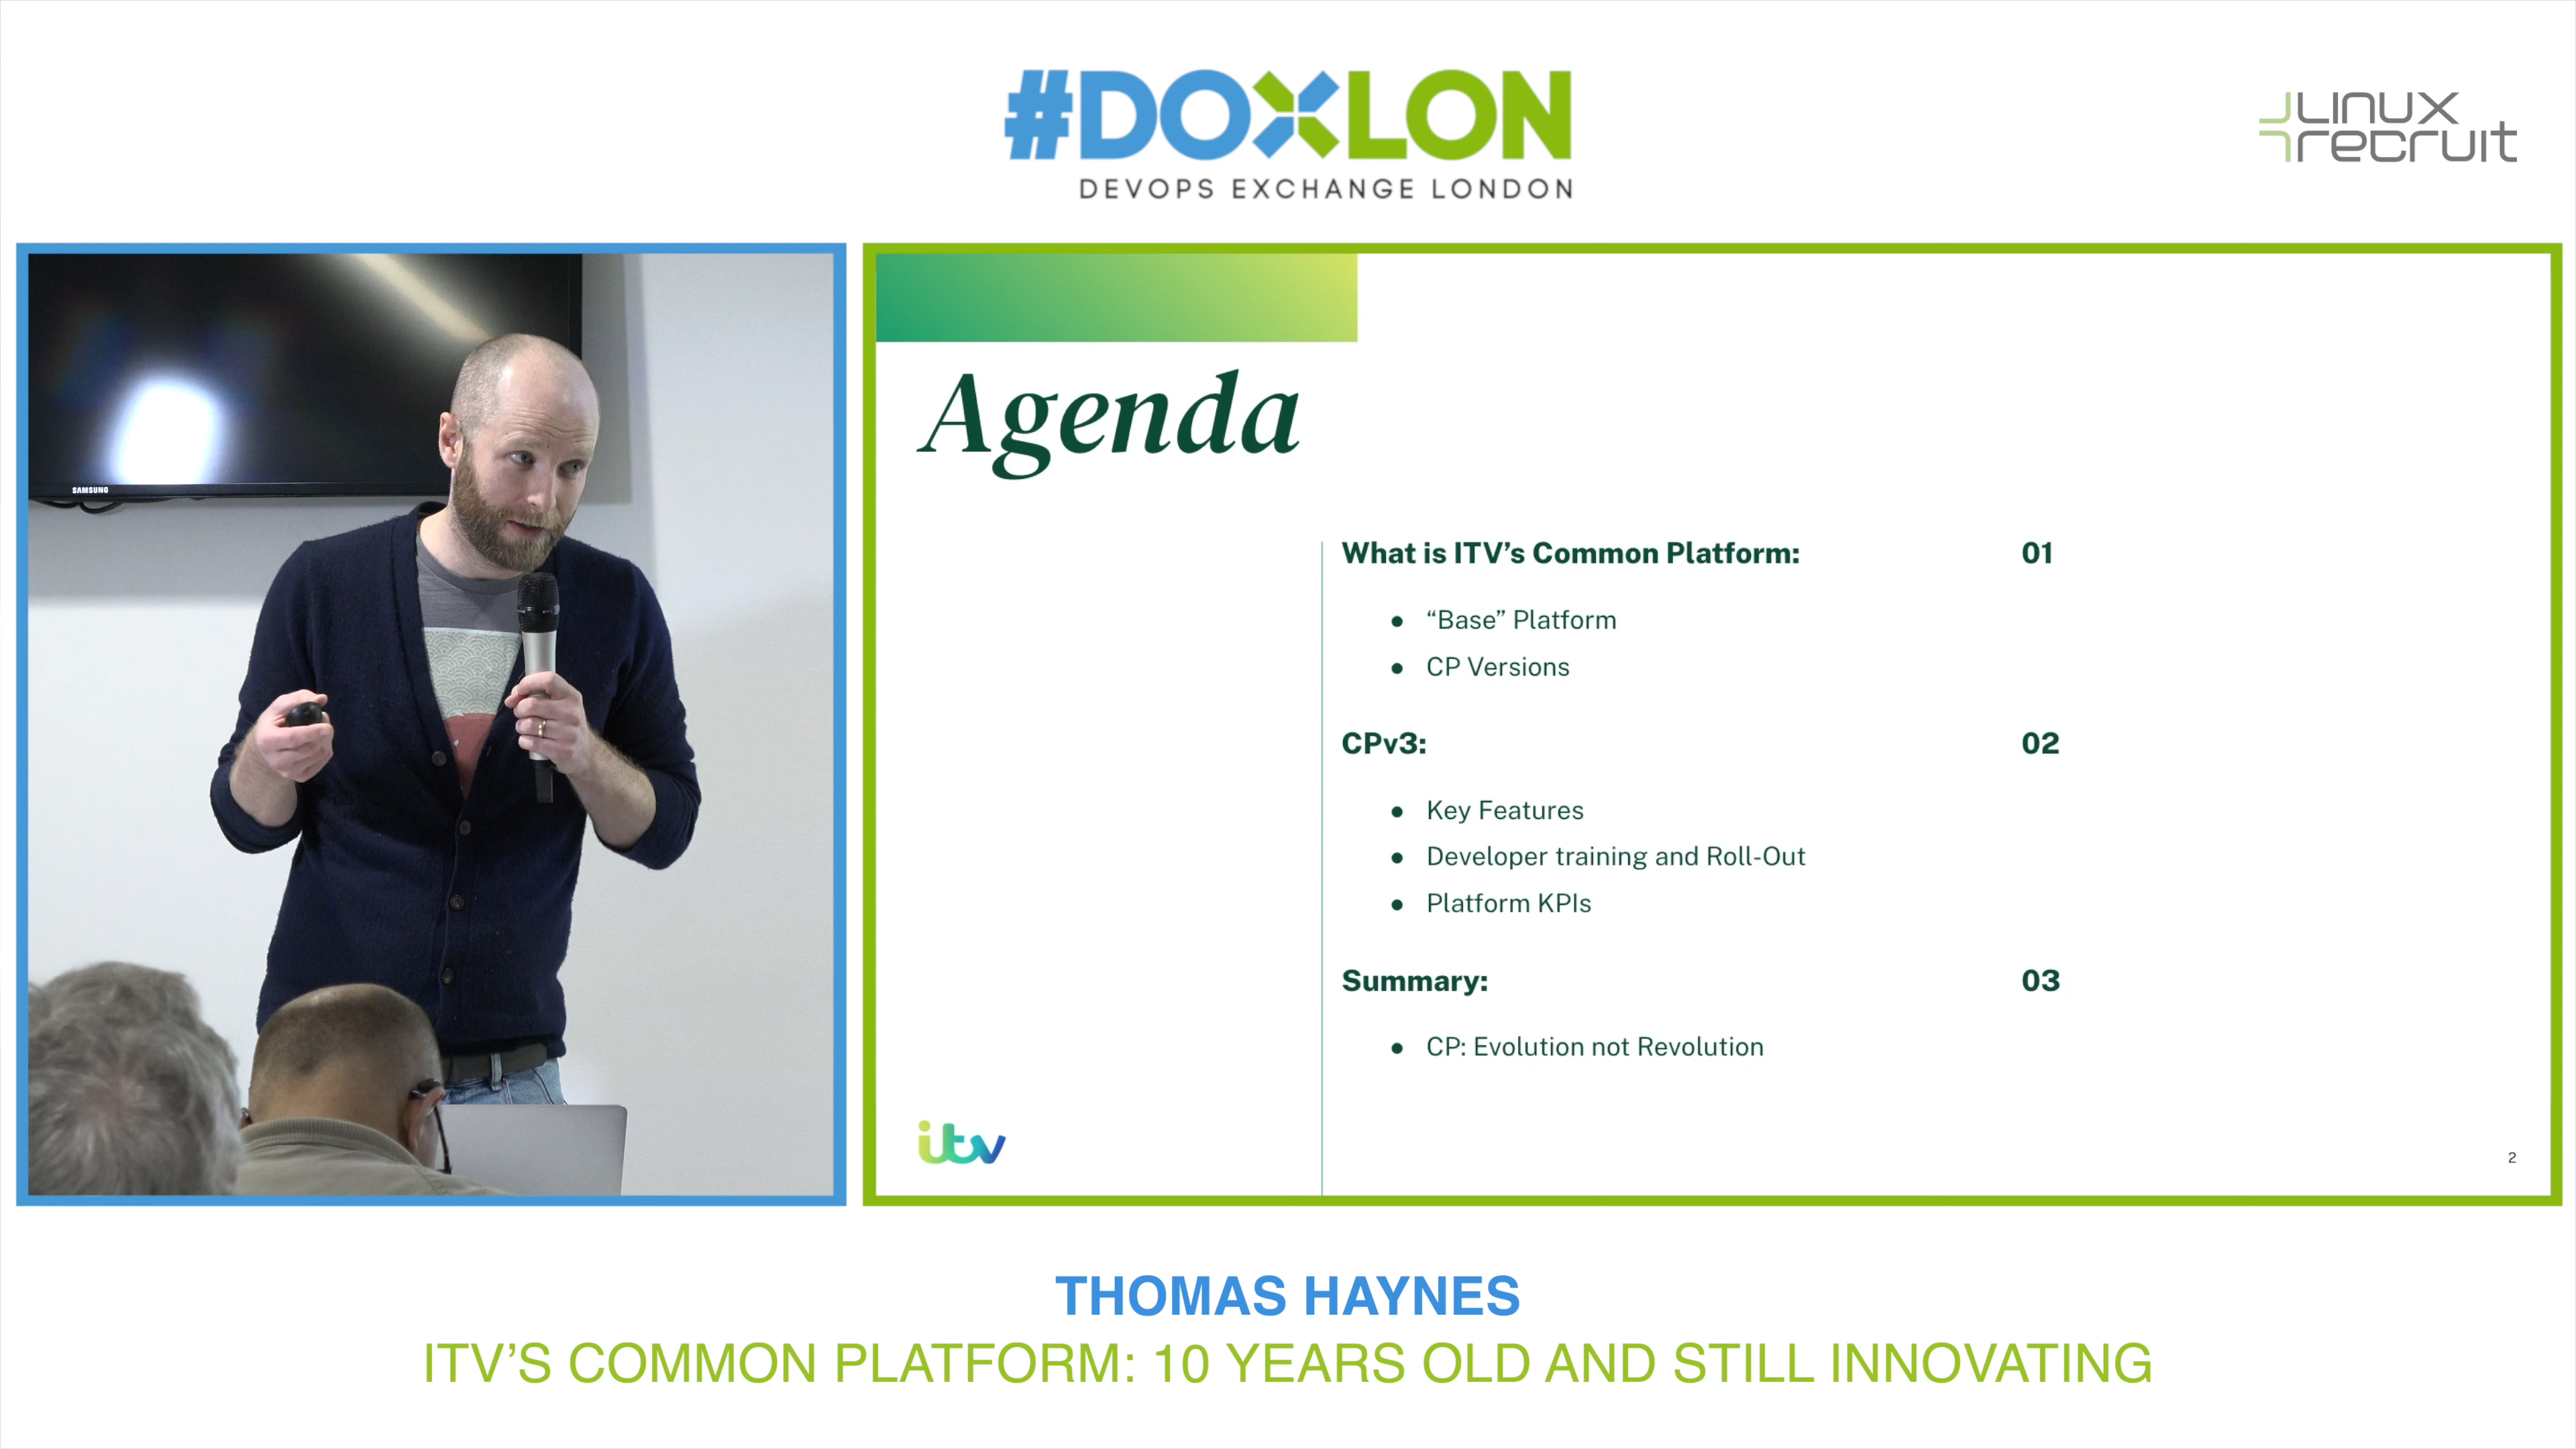 #DOXLON
DEVOPS EXCHANGE LONDON
LINUX
recruit
SAMSUNG
Agenda
What is ITV’s Common Platform: 01
● “Base” Platform
● CP Versions
CPv3: 02
● Key Features
● Developer training and Roll-Out
● Platform KPIs
Summary: 03
● CP: Evolution not Revolution
itv
2
THOMAS HAYNES
ITV’S COMMON PLATFORM: 10 YEARS OLD AND STILL INNOVATING